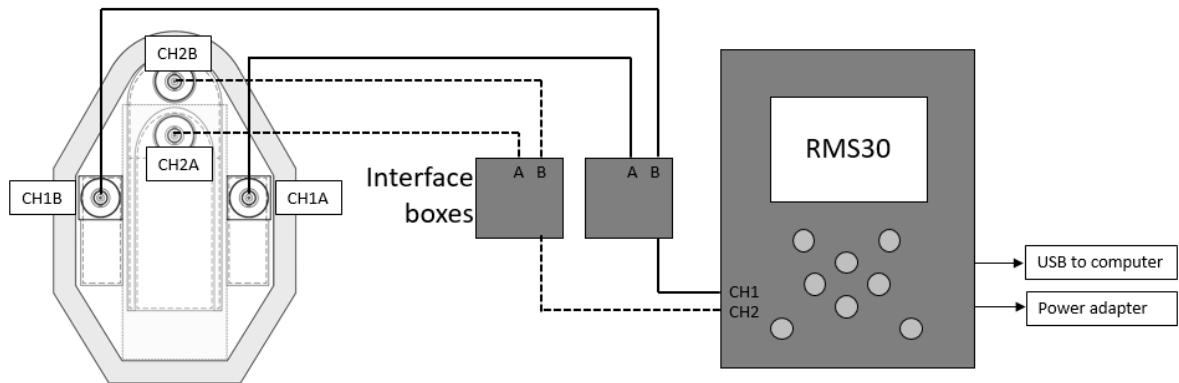 CH2B
CH2A
CH1B
CH1A
Interface
boxes
A B
A B
RMS30
CH1
CH2
USB to computer
Power adapter